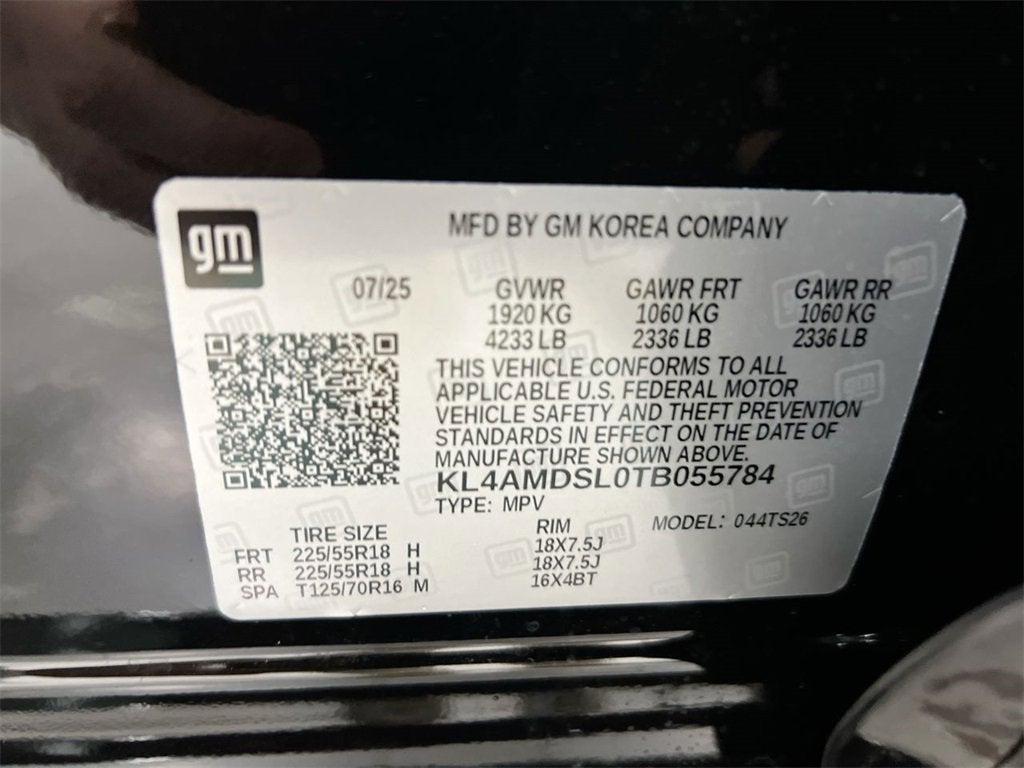 gm
MFD BY GM KOREA COMPANY
07/25 GVWR GAWR FRT GAWR RR
1920 KG 1060 KG 1060 KG
4233 LB 2336 LB 2336 LB
THIS VEHICLE CONFORMS TO ALL
APPLICABLE U.S. FEDERAL MOTOR
VEHICLE SAFETY AND THEFT PREVENTION
STANDARDS IN EFFECT ON THE DATE OF
MANUFACTURE SHOWN ABOVE.
KL4AMDSL0TB055784
TYPE: MPV
TIRE SIZE RIM MODEL: 044TS26
FRT 225/55R18 H 18X7.5J
RR 225/55R18 H 18X7.5J
SPA T125/70R16 M 16X4BT